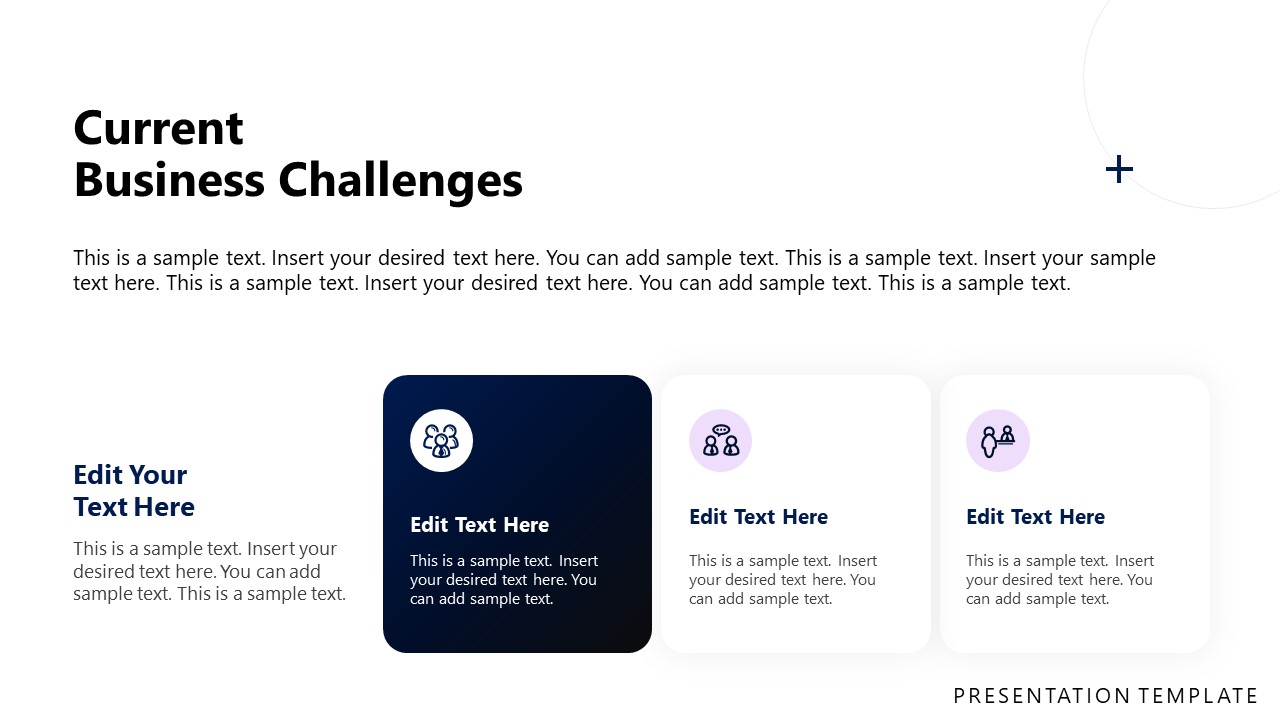 Current
Business Challenges
This is a sample text. Insert your desired text here. You can add sample text. This is a sample text. Insert your sample
text here. This is a sample text. Insert your desired text here. You can add sample text. This is a sample text.
Edit Your
Text Here
This is a sample text. Insert your
desired text here. You can add
sample text. This is a sample text.
Edit Text Here
This is a sample text. Insert
your desired text here. You
can add sample text.
Edit Text Here
This is a sample text. Insert
your desired text here. You
can add sample text.
Edit Text Here
This is a sample text. Insert
your desired text here. You
can add sample text.
PRESENTATION TEMPLATE